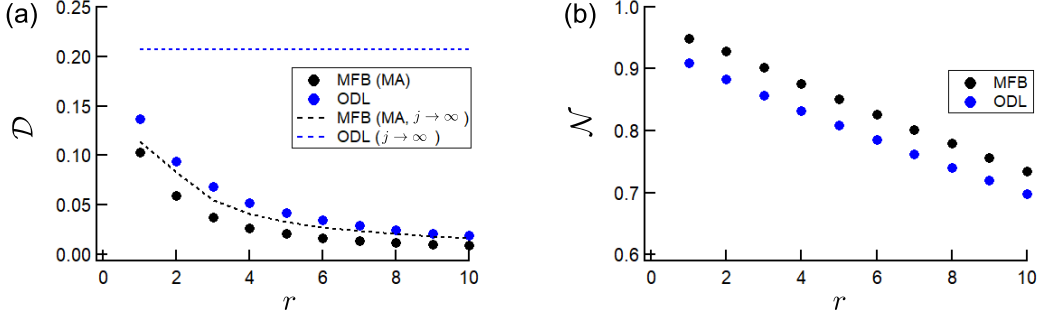 (a)
0.25
0.20
0.15
0.10
0.05
0.00
𝒟
0
2
4
6
8
10
r
MFB (MA)
ODL
MFB (MA, j → ∞ )
ODL ( j → ∞ )
(b)
1.0
0.9
0.8
0.7
0.6
𝒩
0
2
4
6
8
10
r
MFB
ODL